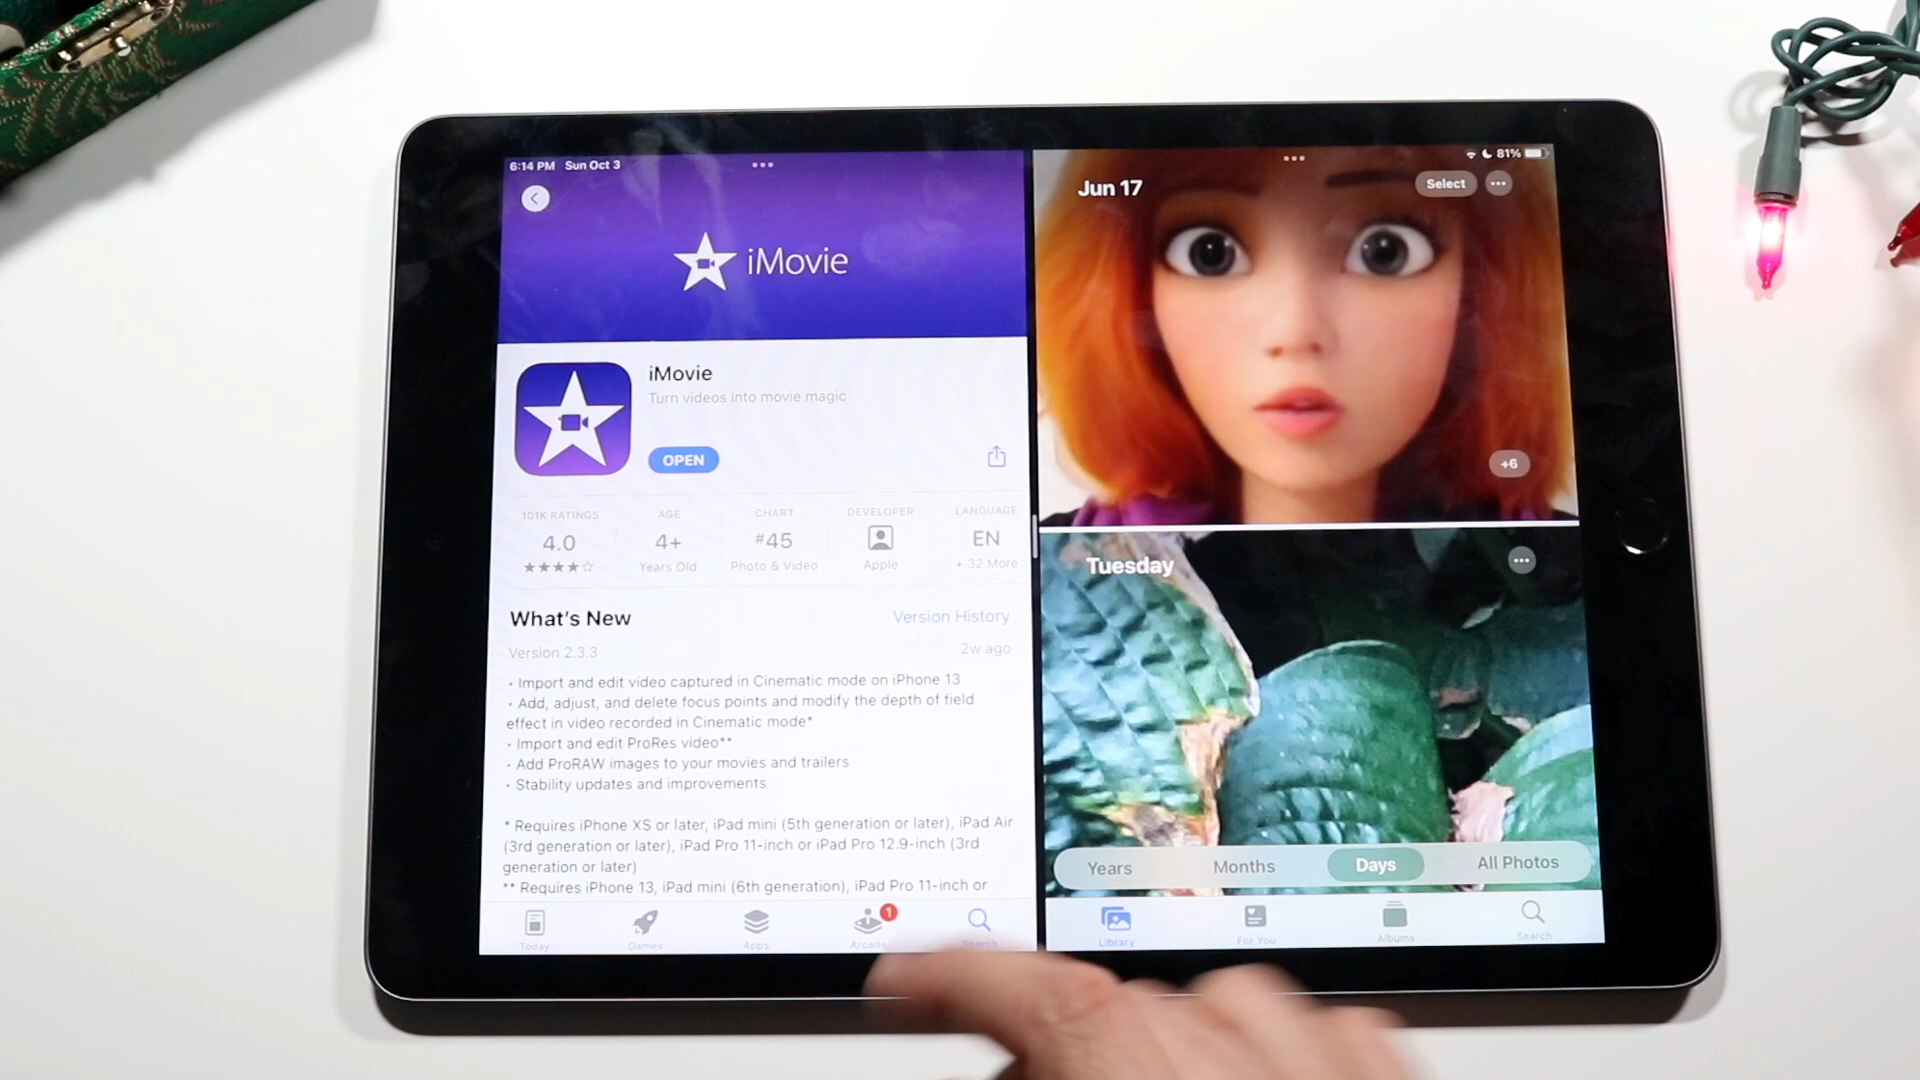 6:14 PM Sun Oct 3
iMovie
iMovie
Turn videos into movie magic
OPEN
101K RATINGS
4.0
AGE
4+
Years Old
CHART
#45
Photo & Video
DEVELOPER
Apple
LANGUAGE
EN
+ 32 More
What's New
Version History
Version 2.3.3
2w ago
• Import and edit video captured in Cinematic mode on iPhone 13
• Add, adjust, and delete focus points and modify the depth of field
effect in video recorded in Cinematic mode*
• Import and edit ProRes video**
• Add ProRAW images to your movies and trailers
• Stability updates and improvements
* Requires iPhone XS or later, iPad mini (5th generation or later), iPad Air
(3rd generation or later), iPad Pro 11-inch or iPad Pro 12.9-inch (3rd
generation or later)
** Requires iPhone 13, iPad mini (6th generation), iPad Pro 11-inch or
Today
Games
Apps
Arcade
1
Search
81%
Jun 17
Select
+6
Tuesday
Years
Months
Days
All Photos
Library
For You
Albums
Search